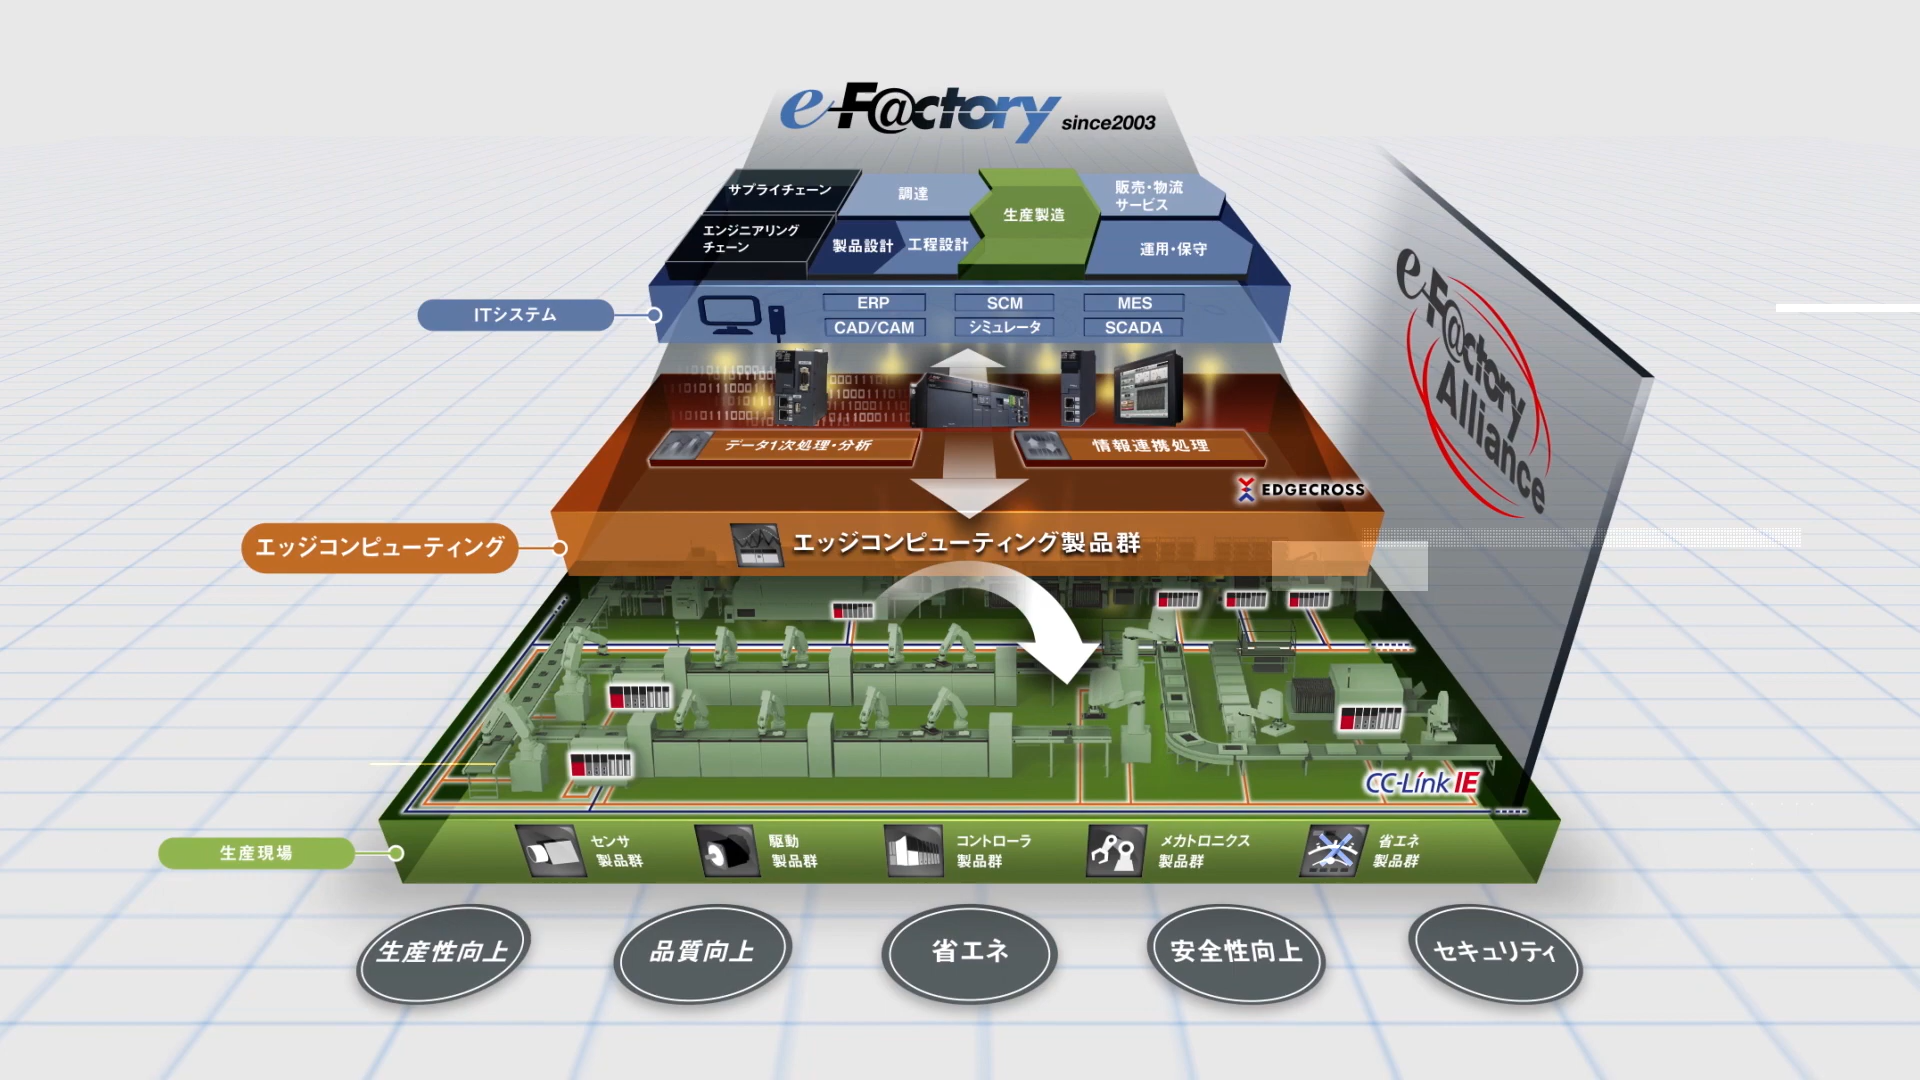 e-F@ctory since2003
サプライチェーン
調達
生産製造
販売・物流
サービス
エンジニアリング
チェーン
製品設計
工程設計
運用・保守
ITシステム
ERP
SCM
MES
CAD/CAM
シミュレータ
SCADA
e-F@ctory
Alliance
データ1次処理・分析
情報連携処理
EDGECROSS
エッジコンピューティング
エッジコンピューティング製品群
CC-Link IE
生産現場
センサ
製品群
駆動
製品群
コントローラ
製品群
メカトロニクス
製品群
省エネ
製品群
生産性向上
品質向上
省エネ
安全性向上
セキュリティ